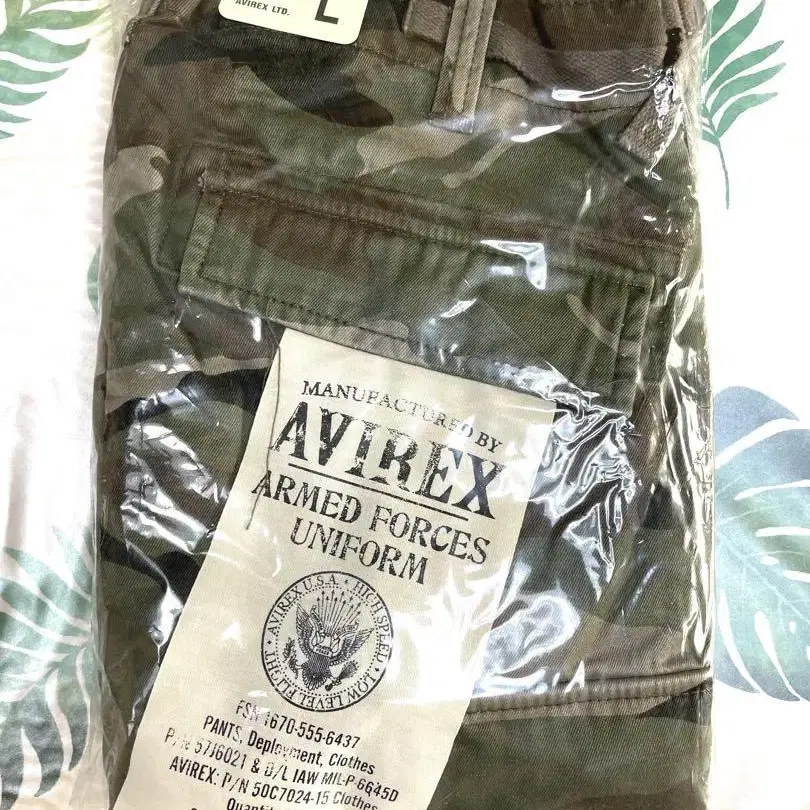 AVIREX LTD.
L
MANUFACTURED BY
AVIREX
ARMED FORCES
UNIFORM
AVIREX U.S.A. • HIGH SPEED • LOW LEVEL FLIGHT
FSN 1670-555-6437
PANTS, Deployment, Clothes
P/N 57J6021 & D/L IAW MIL-P-6645D
AVIREX: P/N 50C7024-15 Clothes